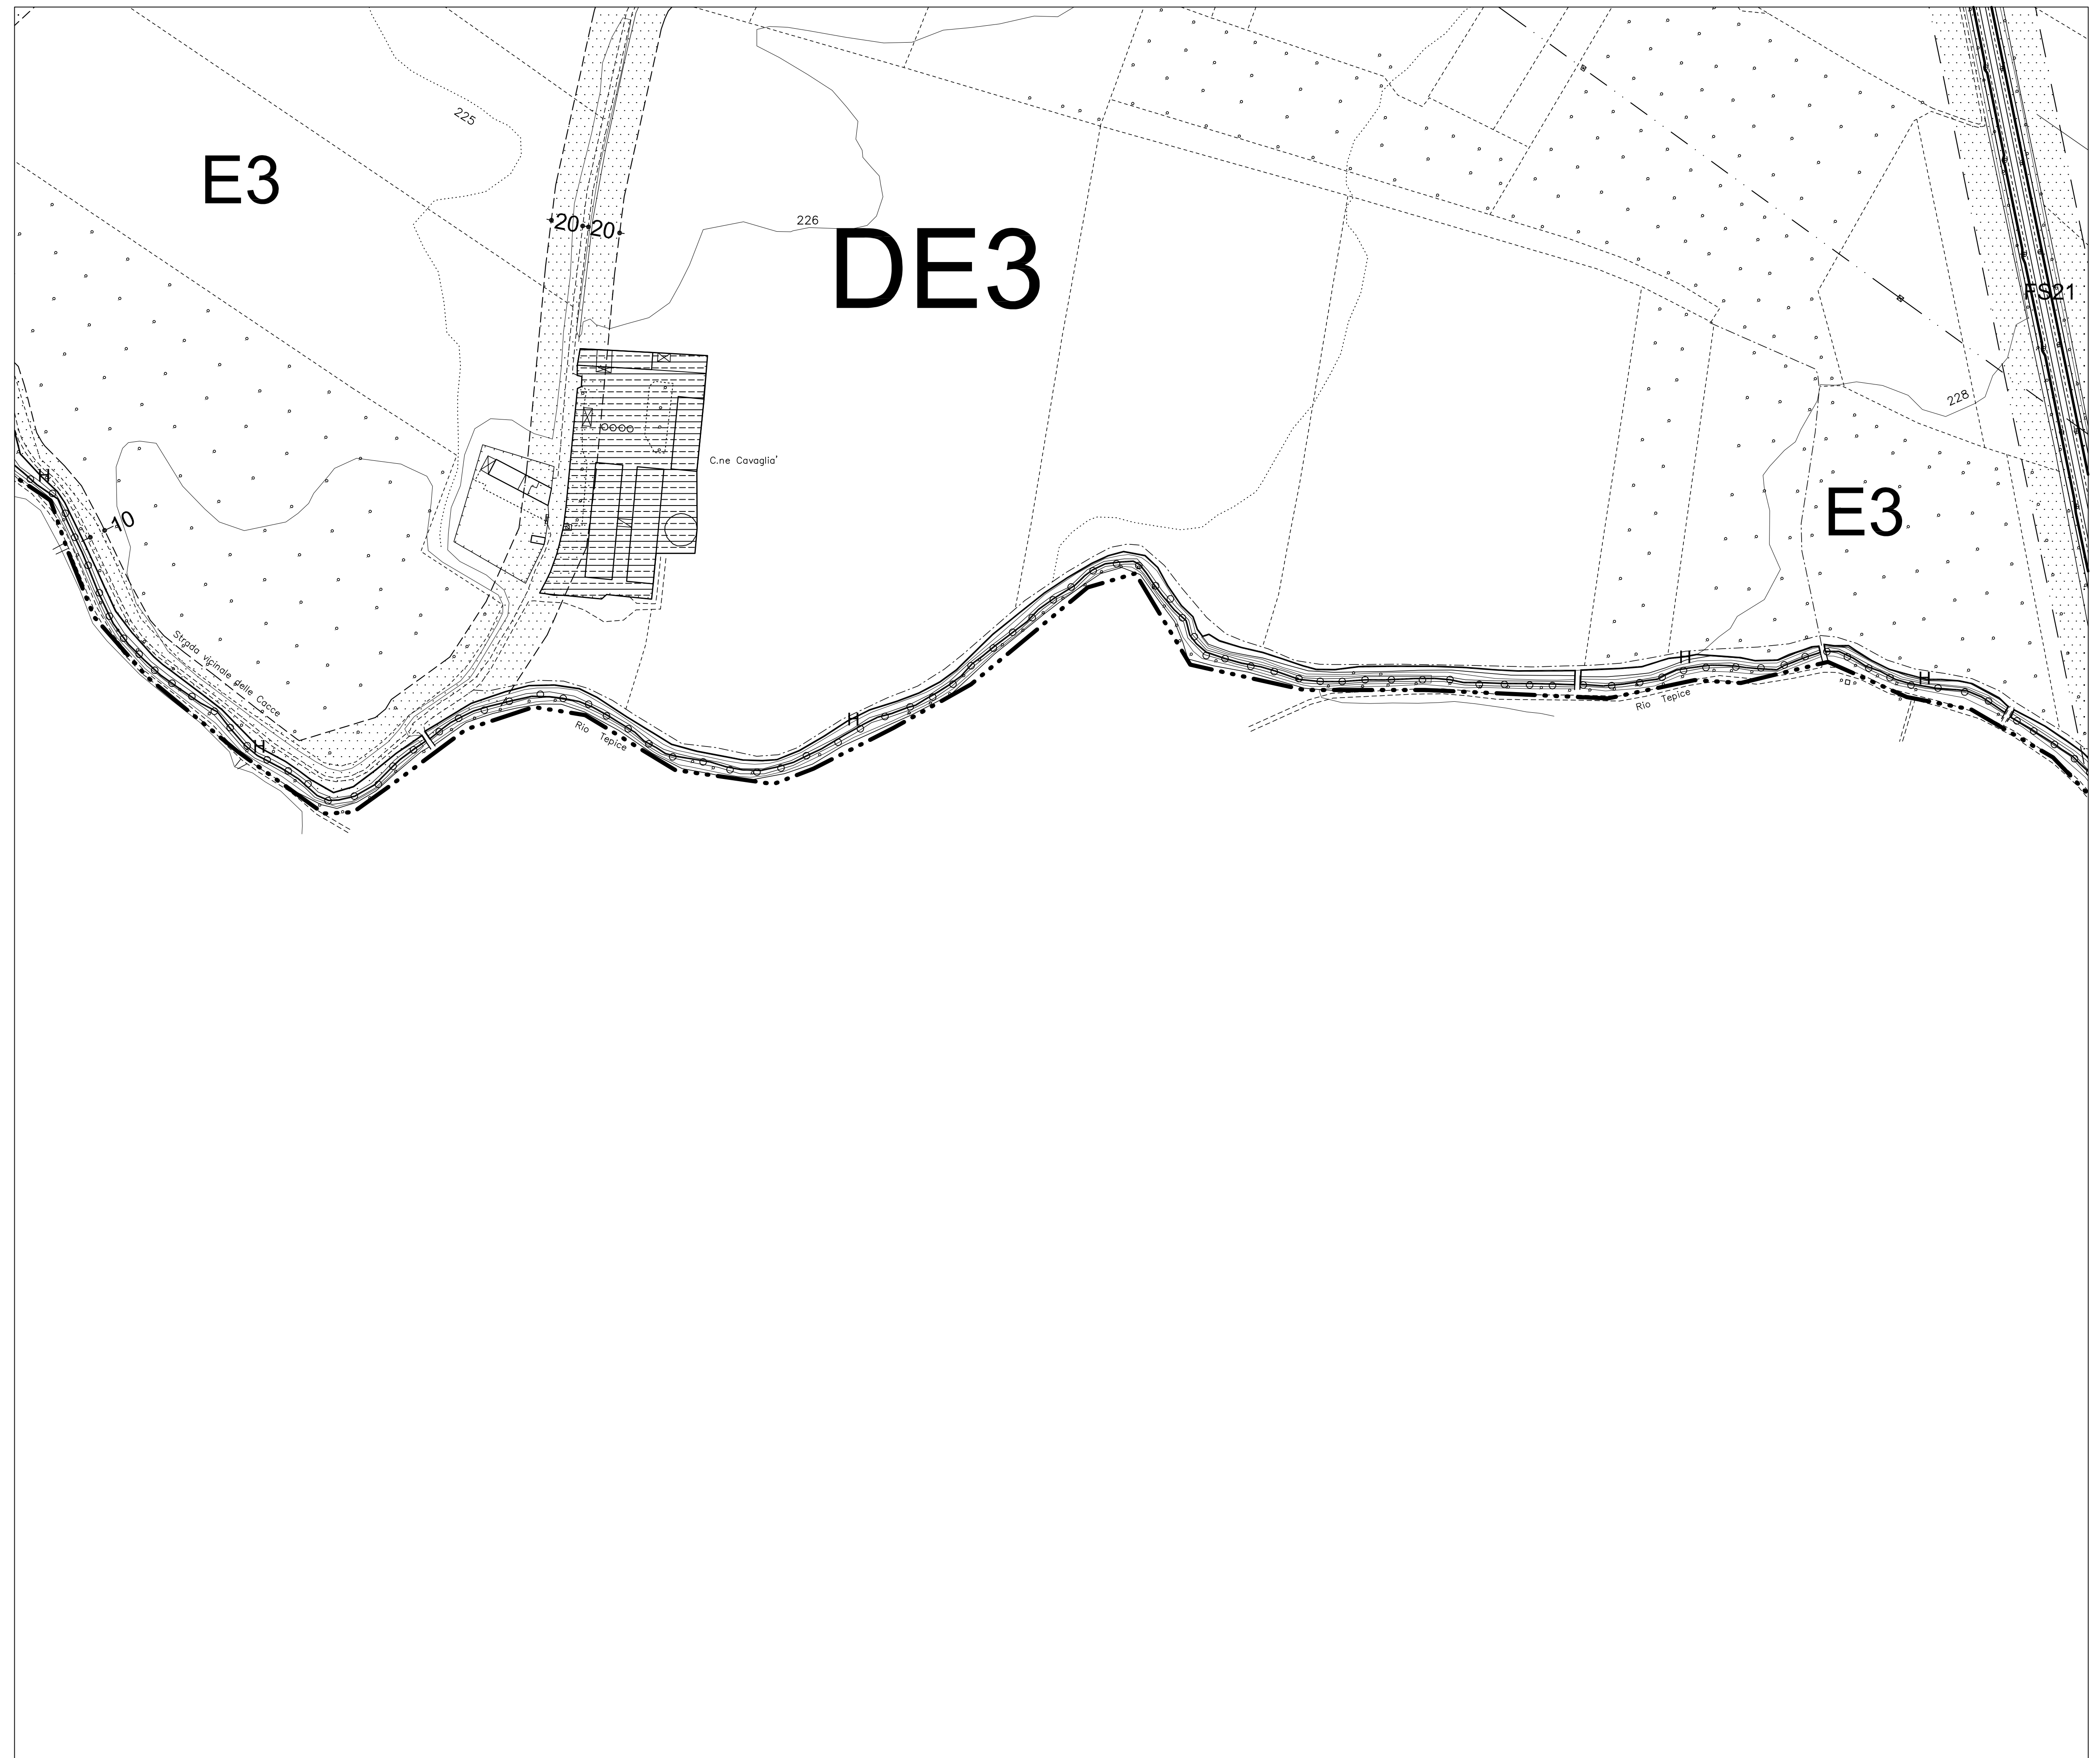 225
E3
20
20
226
DE3
FS21
228
C.ne Cavaglia'
H
E3
10
Strada vicinale delle Cacce
H
Rio Tepice
H
H
Rio Tepice
H